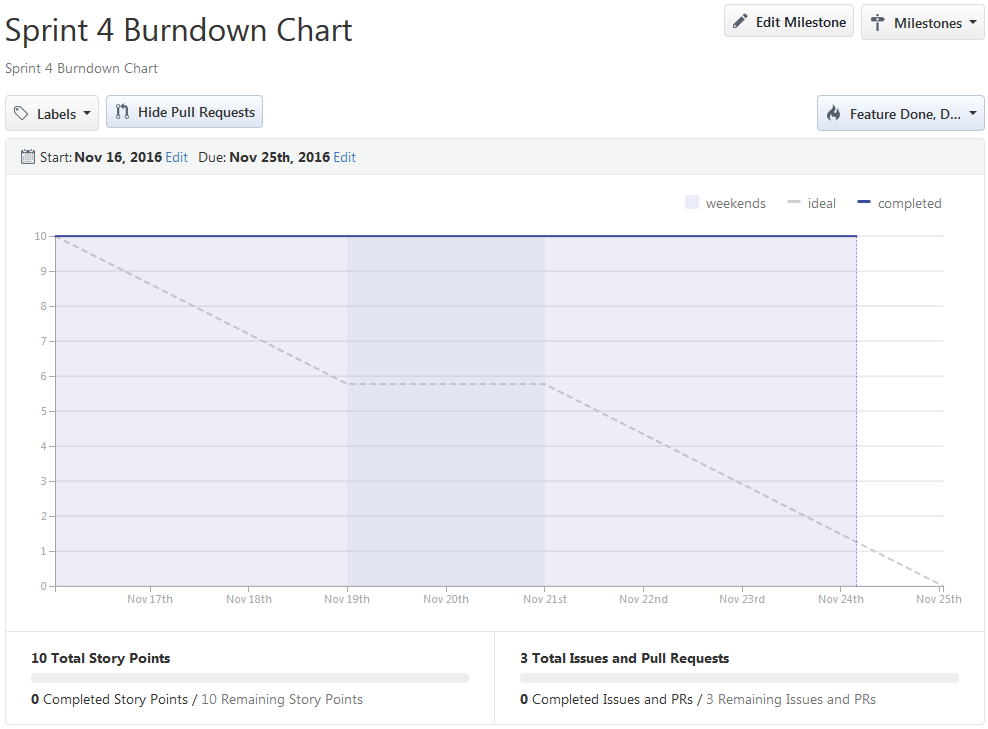 Sprint 4 Burndown Chart
Edit Milestone
Milestones
Sprint 4 Burndown Chart
Labels
Hide Pull Requests
Feature Done, D...
Start: Nov 16, 2016 Edit Due: Nov 25th, 2016 Edit
weekends ideal completed
10
9
8
7
6
5
4
3
2
1
0
Nov 17th Nov 18th Nov 19th Nov 20th Nov 21st Nov 22nd Nov 23rd Nov 24th Nov 25th
10 Total Story Points
0 Completed Story Points / 10 Remaining Story Points
3 Total Issues and Pull Requests
0 Completed Issues and PRs / 3 Remaining Issues and PRs